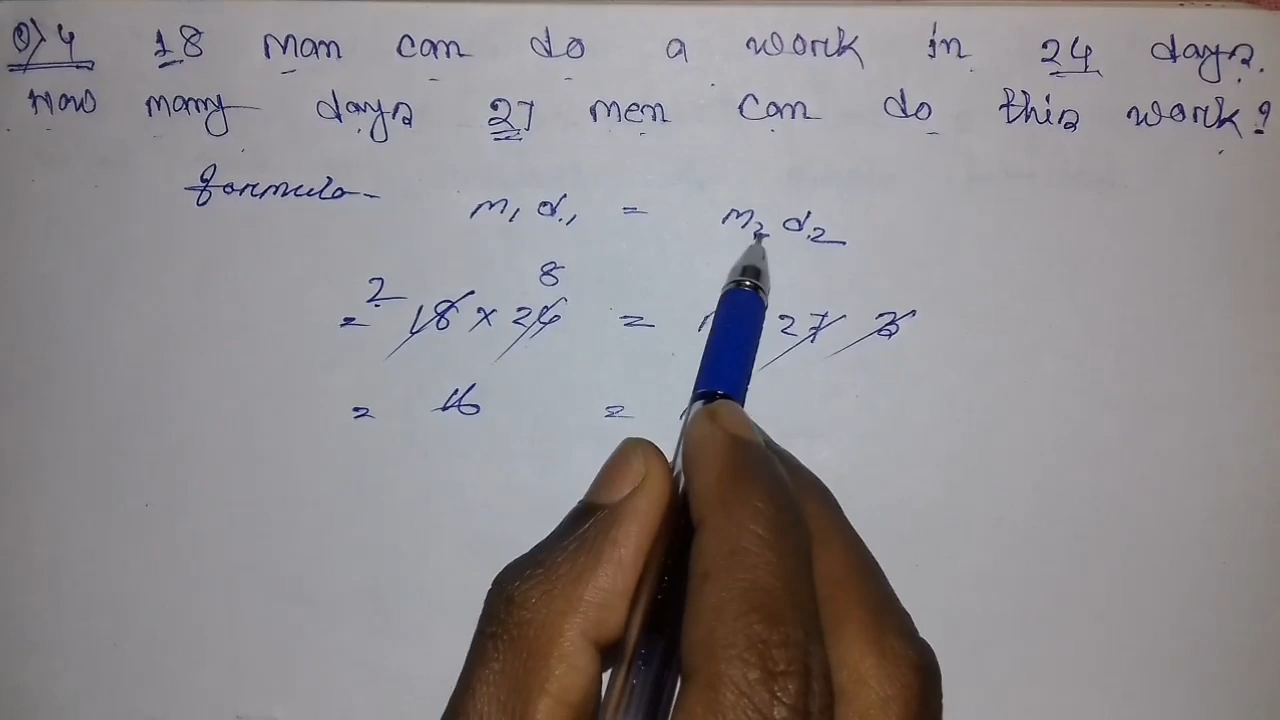 Q>4 18 man can do a work in 24 days.
How many days 27 men can do this work?
formula-
m₁ d₁ = m₂ d₂
8
= 2 18 x 24 = 27 3
= 16 =